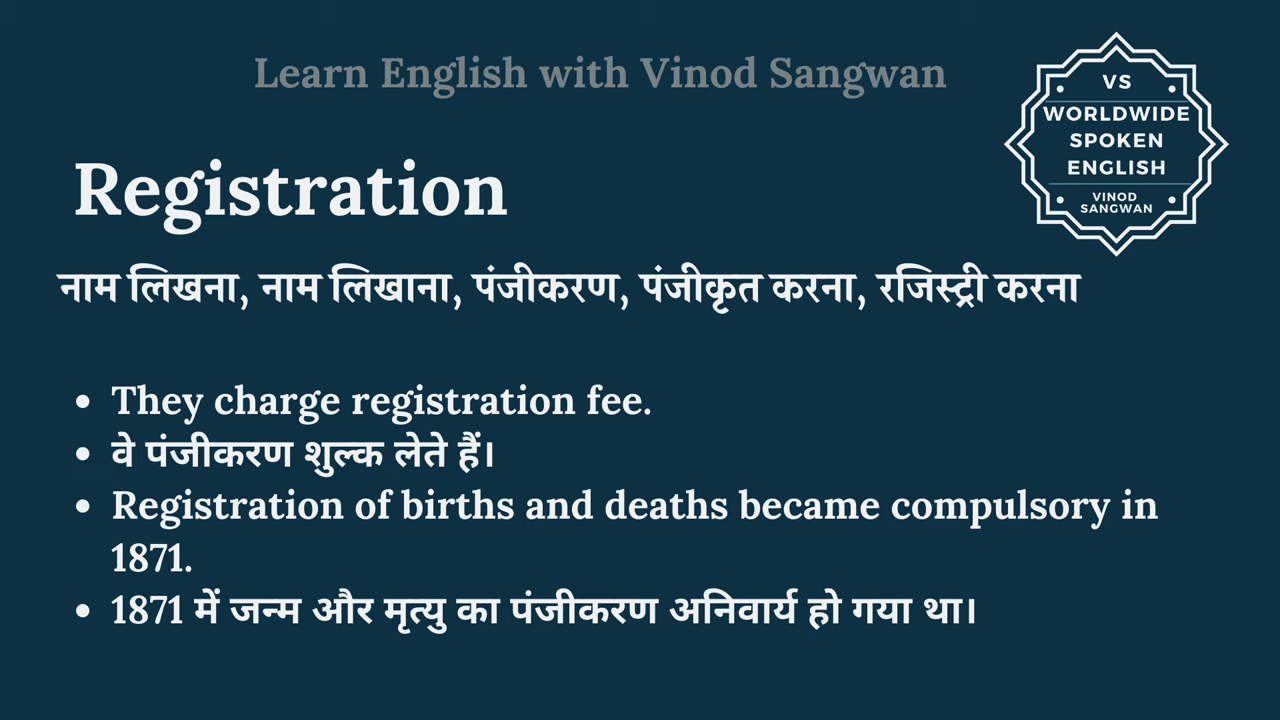 Learn English with Vinod Sangwan
VS
WORLDWIDE
SPOKEN
ENGLISH
VINOD
SANGWAN
Registration
नाम लिखना, नाम लिखाना, पंजीकरण, पंजीकृत करना, रजिस्ट्री करना
• They charge registration fee.
• वे पंजीकरण शुल्क लेते हैं।
• Registration of births and deaths became compulsory in
1871.
• 1871 में जन्म और मृत्यु का पंजीकरण अनिवार्य हो गया था।